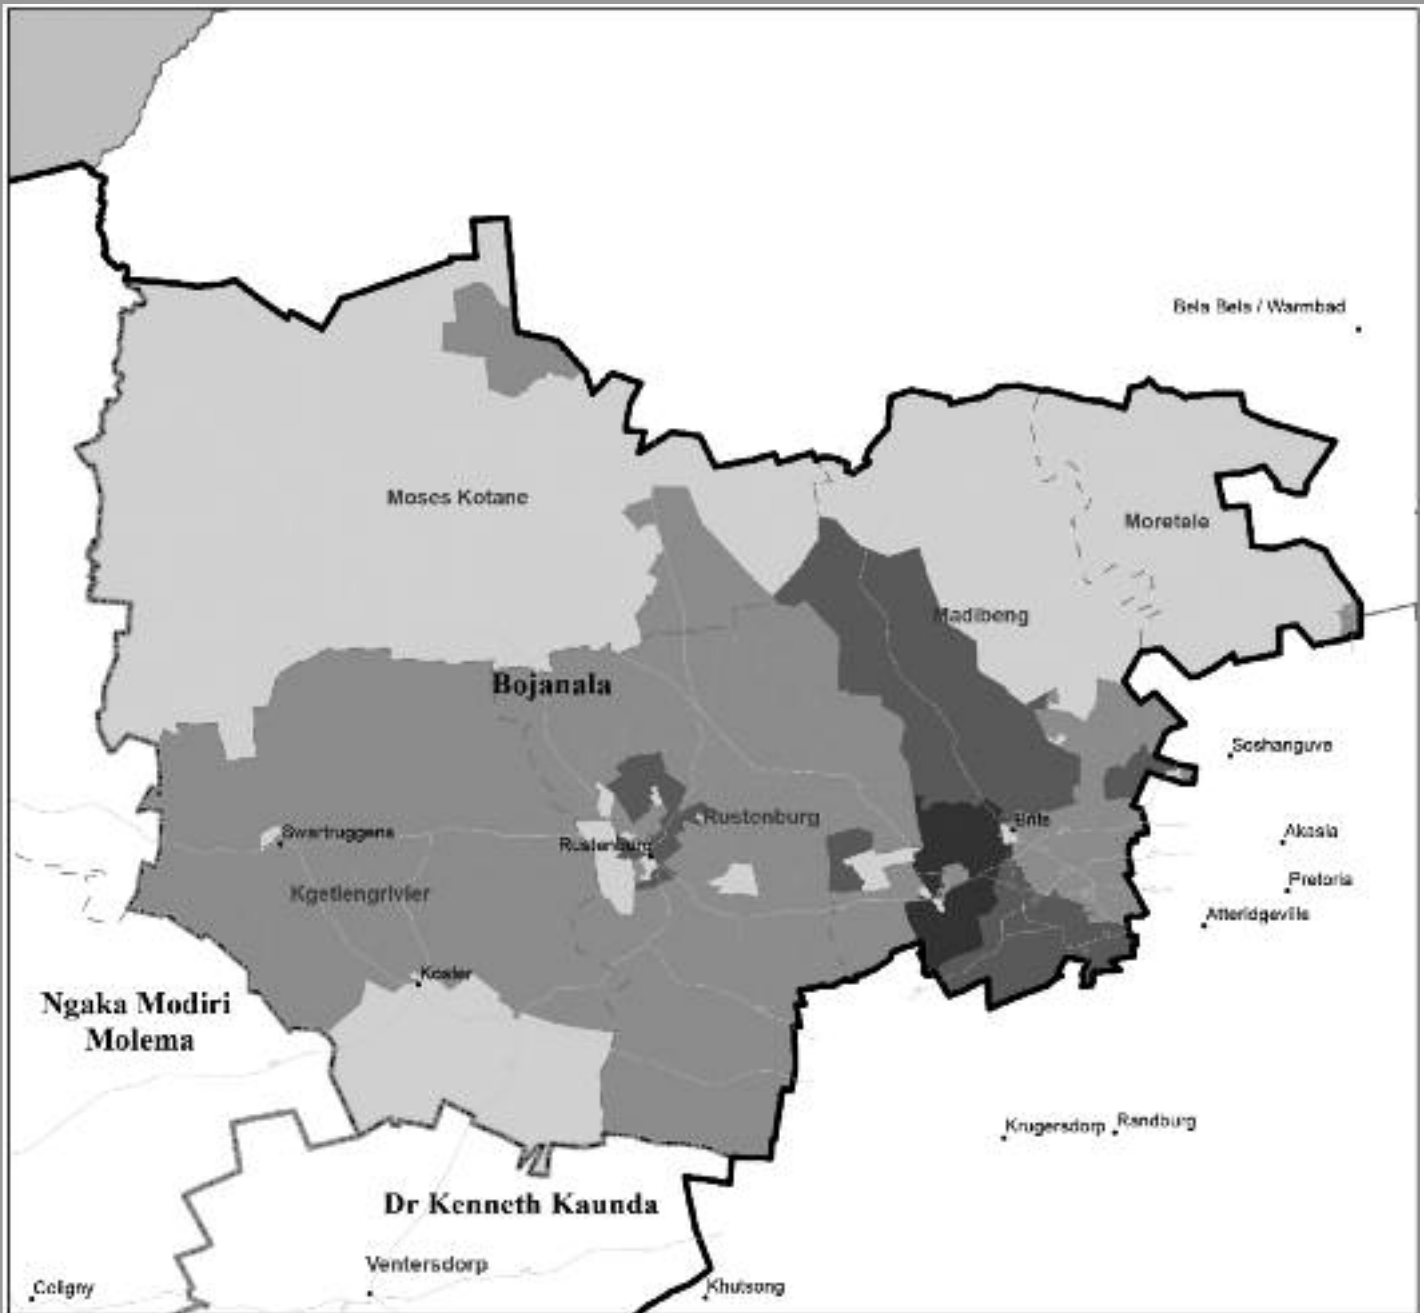 Bela Bela / Warmbad
Moses Kotane
Moretele
Madibeng
Bojanala
Soshanguve
Swartruggens
Rustenburg
Rustenburg
Brits
Akasia
Kgetlengrivier
Pretoria
Atteridgeville
Koster
Ngaka Modiri
Molema
Krugersdorp
Randburg
Dr Kenneth Kaunda
Ventersdorp
Coligny
Khutsong